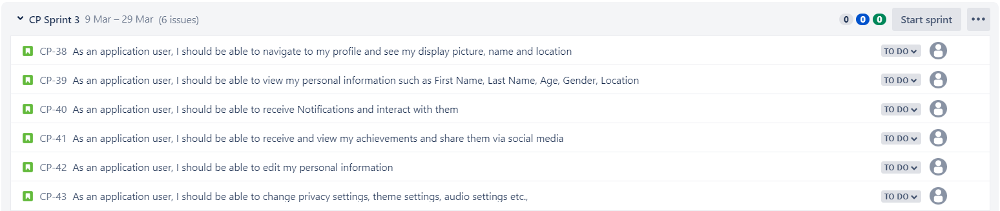 CP Sprint 3 9 Mar – 29 Mar (6 issues) 0 0 0 Start sprint
CP-38 As an application user, I should be able to navigate to my profile and see my display picture, name and location TO DO
CP-39 As an application user, I should be able to view my personal information such as First Name, Last Name, Age, Gender, Location TO DO
CP-40 As an application user, I should be able to receive Notifications and interact with them TO DO
CP-41 As an application user, I should be able to receive and view my achievements and share them via social media TO DO
CP-42 As an application user, I should be able to edit my personal information TO DO
CP-43 As an application user, I should be able to change privacy settings, theme settings, audio settings etc., TO DO